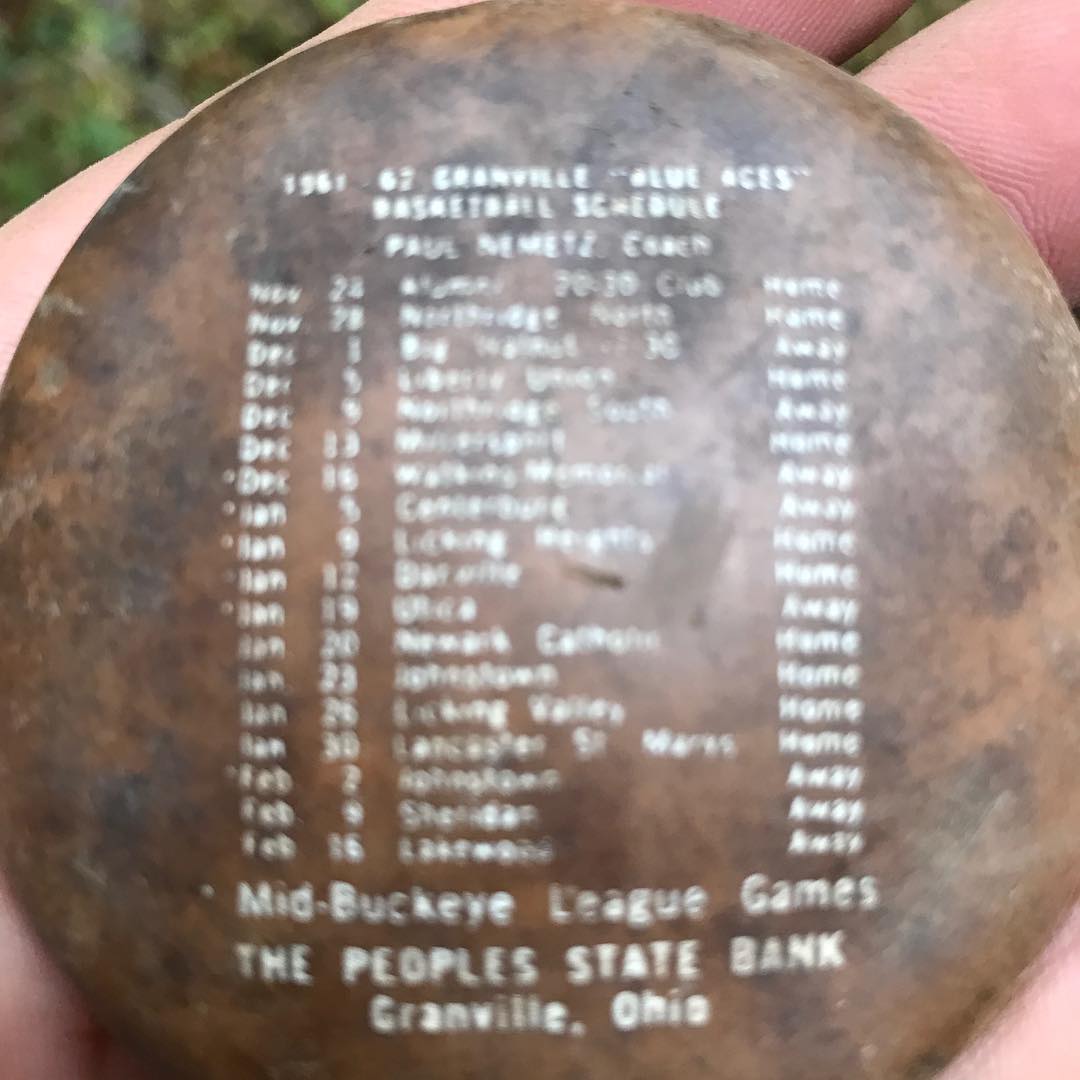 1961 62 GRANVILLE "BLUE ACES"
BASKETBALL SCHEDULE
PAUL NEMETZ, Coach
Nov. 24 Alumni 20-30 Club Home
Nov. 28 Northridge North Home
Dec 1 Big Walnut Away
Dec 5 Liberty Union Home
Dec 9 Northridge South Away
Dec 13 Home
*Dec 16 Watkins Memorial Away
*Jan 5 Centerburg Away
*Jan 9 Licking Heights Home
*Jan 12 Danville Home
*Jan 19 Utica Away
Jan 20 Newark Catholic Home
Jan. 23 Johnstown Home
Jan 26 Licking Valley Home
Jan 30 Lancaster St Marys Home
*Feb 2 Johnstown Away
Feb 9 Sheridan Away
Feb 16 Lakewood Away
* Mid-Buckeye League Games
THE PEOPLES STATE BANK
Granville, Ohio